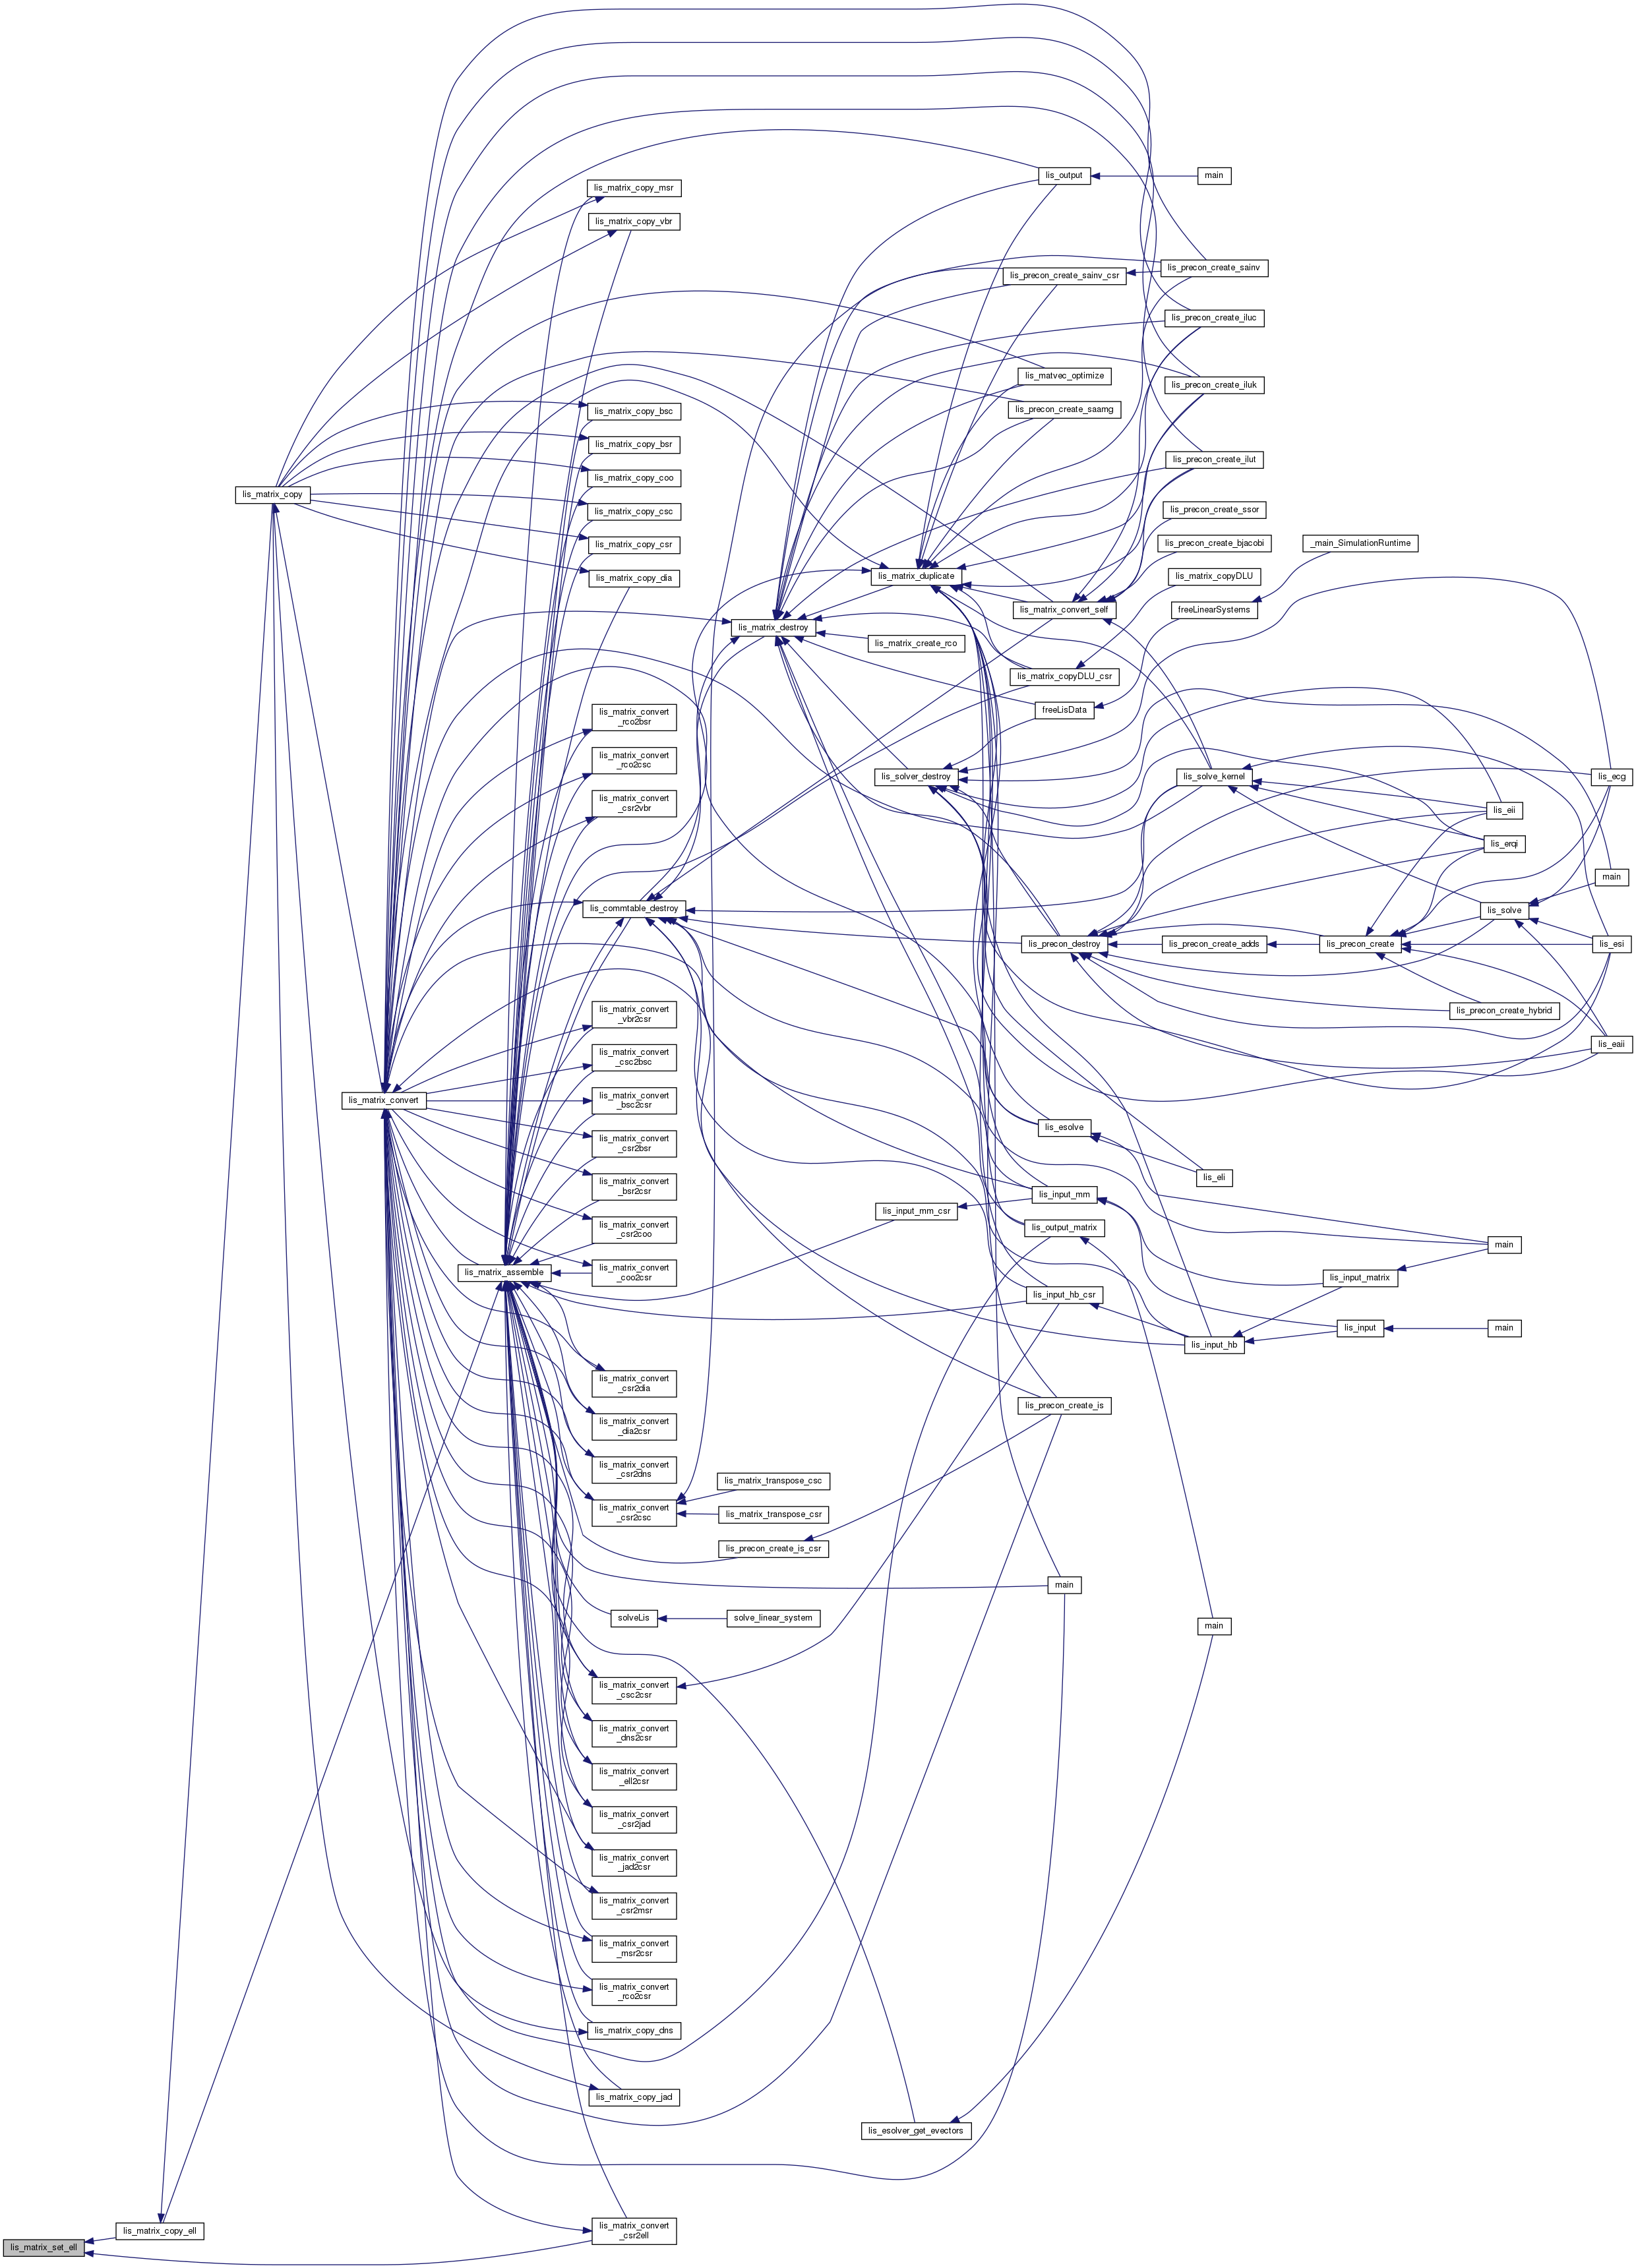 lis_output
main
lis_matrix_copy_msr
lis_matrix_copy_vbr
lis_precon_create_sainv
lis_precon_create_sainv_csr
lis_precon_create_iluc
lis_matvec_optimize
lis_precon_create_iluk
lis_matrix_copy_bsc
lis_precon_create_saamg
lis_matrix_copy_bsr
lis_precon_create_ilut
lis_matrix_copy_coo
lis_matrix_copy
lis_matrix_copy_csc
lis_precon_create_ssor
lis_matrix_copy_csr
lis_precon_create_bjacobi
_main_SimulationRuntime
lis_matrix_copy_dia
lis_matrix_duplicate
lis_matrix_copyDLU
lis_matrix_convert_self
freeLinearSystems
lis_matrix_destroy
lis_matrix_create_rco
lis_matrix_copyDLU_csr
lis_matrix_convert
_rco2bsr
freeLisData
lis_matrix_convert
_rco2csc
lis_solver_destroy
lis_solve_kernel
lis_ecg
lis_matrix_convert
_csr2vbr
lis_eii
lis_erqi
main
lis_commtable_destroy
lis_solve
lis_precon_destroy
lis_precon_create_adds
lis_precon_create
lis_esi
lis_matrix_convert
_vbr2csr
lis_precon_create_hybrid
lis_eaii
lis_matrix_convert
_csc2bsc
lis_matrix_convert
lis_matrix_convert
_bsc2csr
lis_esolve
lis_matrix_convert
_csr2bsr
lis_eli
lis_matrix_convert
_bsr2csr
lis_input_mm
lis_input_mm_csr
lis_output_matrix
lis_matrix_convert
_csr2coo
main
lis_matrix_assemble
lis_matrix_convert
_coo2csr
lis_input_matrix
lis_input_hb_csr
lis_input
main
lis_input_hb
lis_matrix_convert
_csr2dia
lis_precon_create_is
lis_matrix_convert
_dia2csr
lis_matrix_convert
_csr2dns
lis_matrix_transpose_csc
lis_matrix_convert
_csr2csc
lis_matrix_transpose_csr
lis_precon_create_is_csr
main
solveLis
solve_linear_system
main
lis_matrix_convert
_csc2csr
lis_matrix_convert
_dns2csr
lis_matrix_convert
_ell2csr
lis_matrix_convert
_csr2jad
lis_matrix_convert
_jad2csr
lis_matrix_convert
_csr2msr
lis_matrix_convert
_msr2csr
lis_matrix_convert
_rco2csr
lis_matrix_copy_dns
lis_matrix_copy_jad
lis_esolver_get_evectors
lis_matrix_copy_ell
lis_matrix_convert
_csr2ell
lis_matrix_set_ell